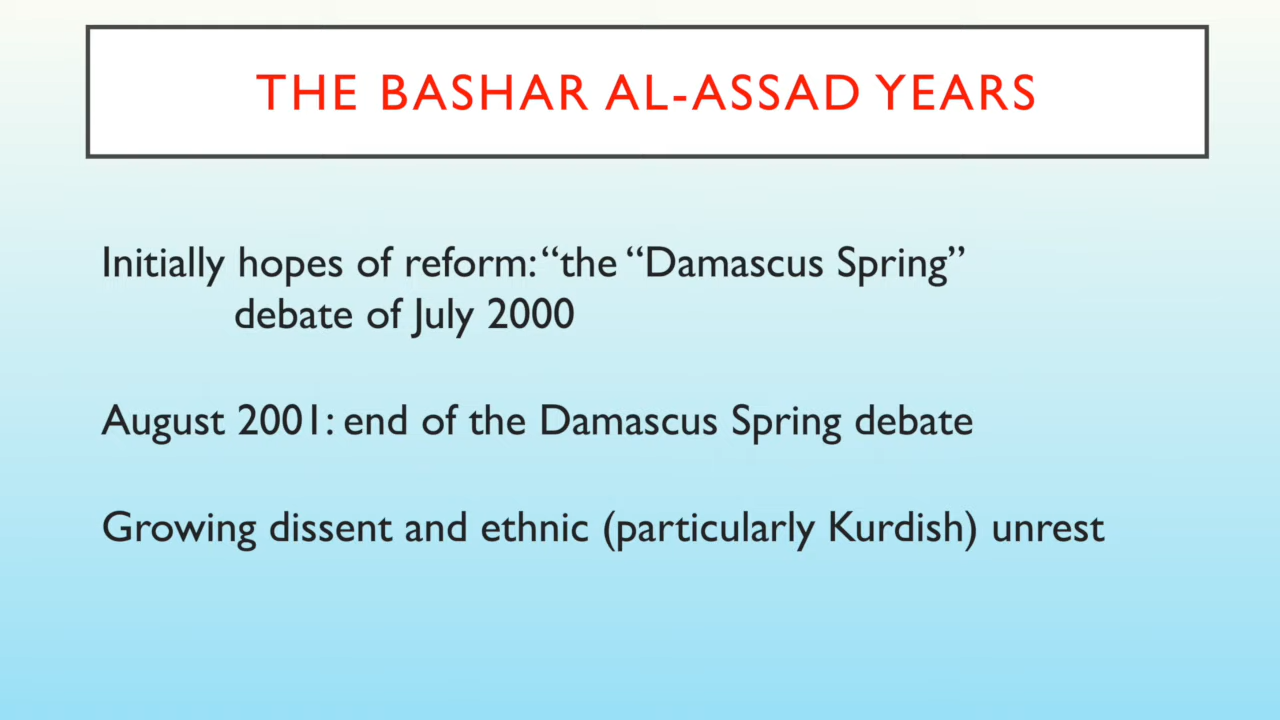 THE BASHAR AL-ASSAD YEARS
Initially hopes of reform: “the “Damascus Spring”
debate of July 2000
August 2001: end of the Damascus Spring debate
Growing dissent and ethnic (particularly Kurdish) unrest